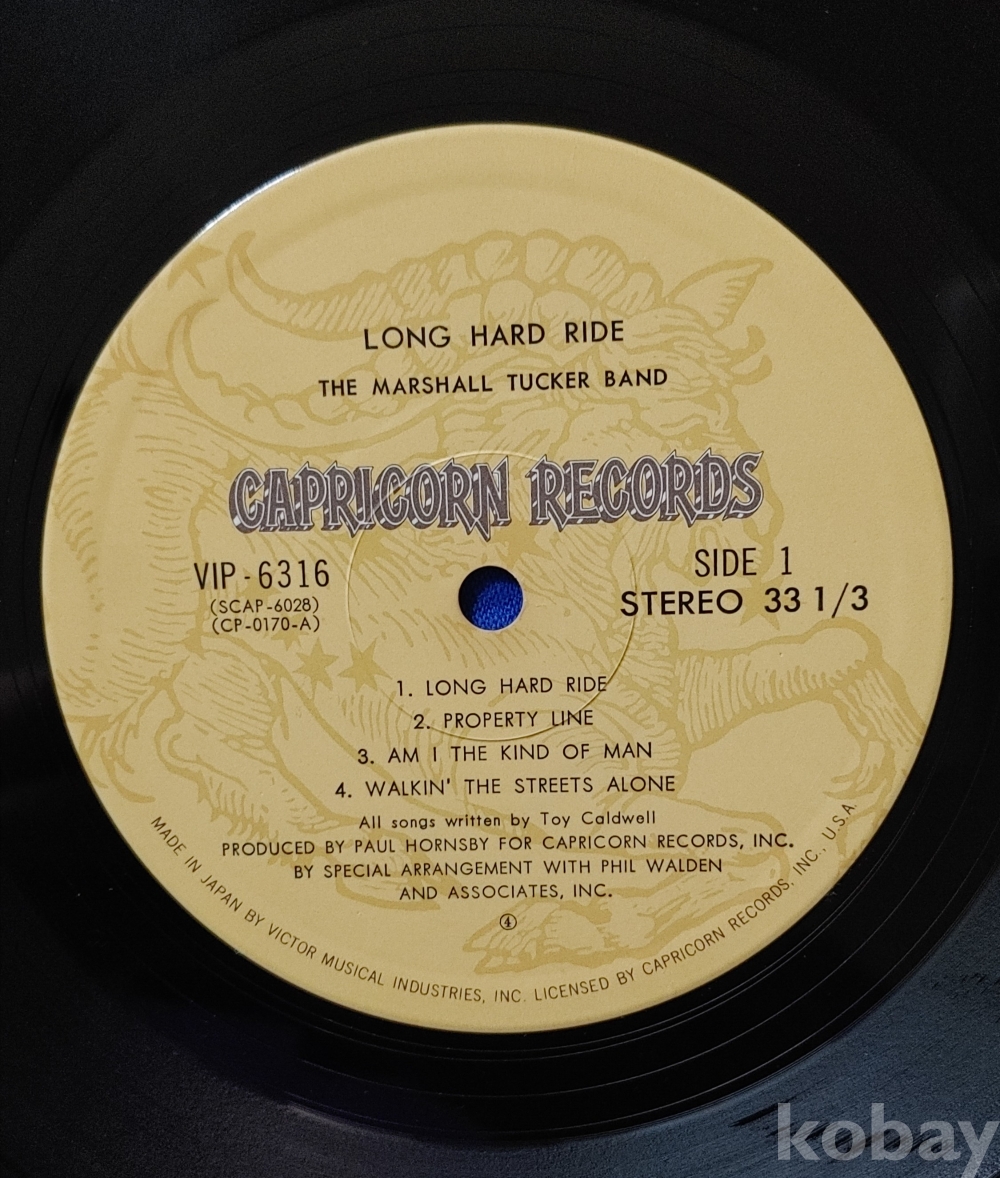 LONG HARD RIDE
THE MARSHALL TUCKER BAND
CAPRICORN RECORDS
VIP-6316
(SCAP-6028)
(CP-0170-A)
SIDE 1
STEREO 33 1/3
1. LONG HARD RIDE
2. PROPERTY LINE
3. AM I THE KIND OF MAN
4. WALKIN' THE STREETS ALONE
All songs written by Toy Caldwell
PRODUCED BY PAUL HORNSBY FOR CAPRICORN RECORDS, INC.
BY SPECIAL ARRANGEMENT WITH PHIL WALDEN
AND ASSOCIATES, INC.
④
MADE IN JAPAN BY VICTOR MUSICAL INDUSTRIES, INC. LICENSED BY CAPRICORN RECORDS, INC., U.S.A.
kobay